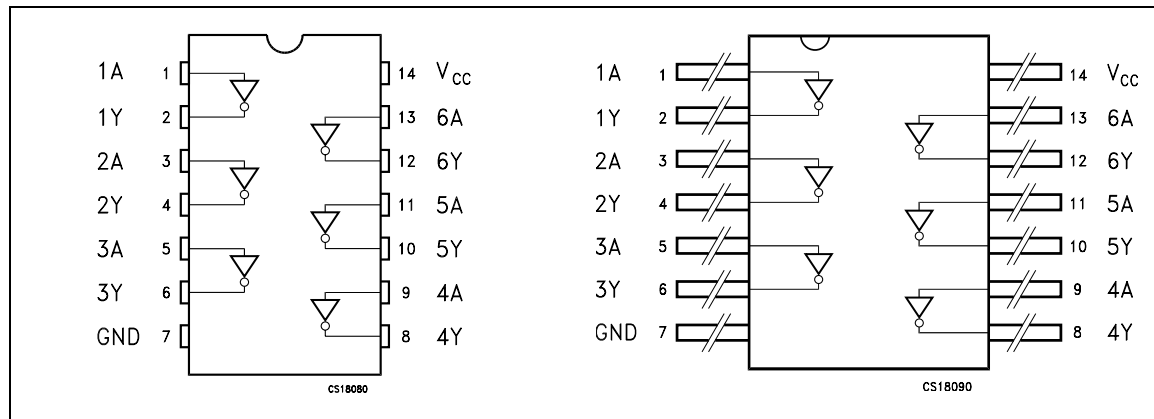 1A 1 14 VCC
1Y 2 13 6A
2A 3 12 6Y
2Y 4 11 5A
3A 5 10 5Y
3Y 6 9 4A
GND 7 8 4Y
CS18080
1A 1 14 VCC
1Y 2 13 6A
2A 3 12 6Y
2Y 4 11 5A
3A 5 10 5Y
3Y 6 9 4A
GND 7 8 4Y
CS18090